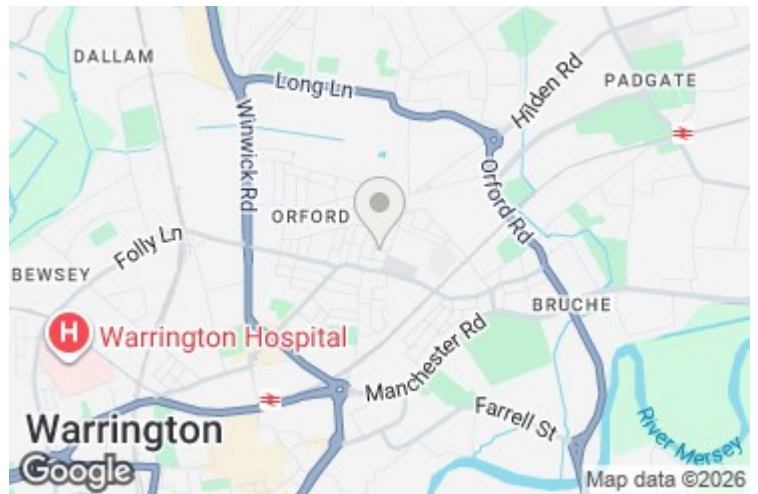 DALLAM
Long Ln
Hilden Rd
PADGATE
Winwick Rd
Orford Rd
ORFORD
Folly Ln
BEWSEY
BRUCHE
H
Warrington Hospital
Manchester Rd
Farrell St
River Mersey
Warrington
Google
Map data ©2026